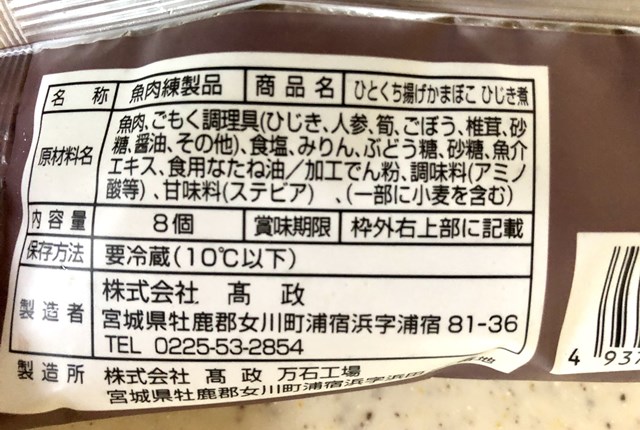 名称 魚肉練製品 商品名 ひとくち揚げかまぼこ ひじき煮
原材料名
魚肉、ごもく調理具(ひじき、人参、筍、ごぼう、椎茸、砂
糖、醤油、その他)、食塩、みりん、ぶどう糖、砂糖、魚介
エキス、食用なたね油／加工でん粉、調味料(アミノ
酸等)、甘味料(ステビア) 、(一部に小麦を含む)
内容量 8個 賞味期限 枠外右上部に記載
保存方法 要冷蔵(10℃以下)
製造者
株式会社 髙政
宮城県牡鹿郡女川町浦宿浜字浦宿 81-36
TEL 0225-53-2854
製造所 株式会社 髙政 万石工場
宮城県牡鹿郡女川町浦宿浜字浜田
4 937